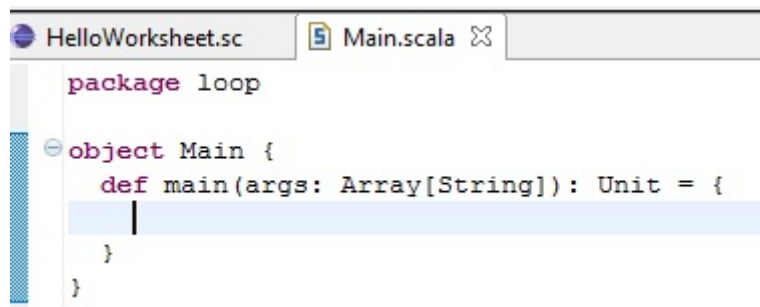 HelloWorksheet.sc Main.scala
package loop
object Main {
def main(args: Array[String]): Unit = {
}
}